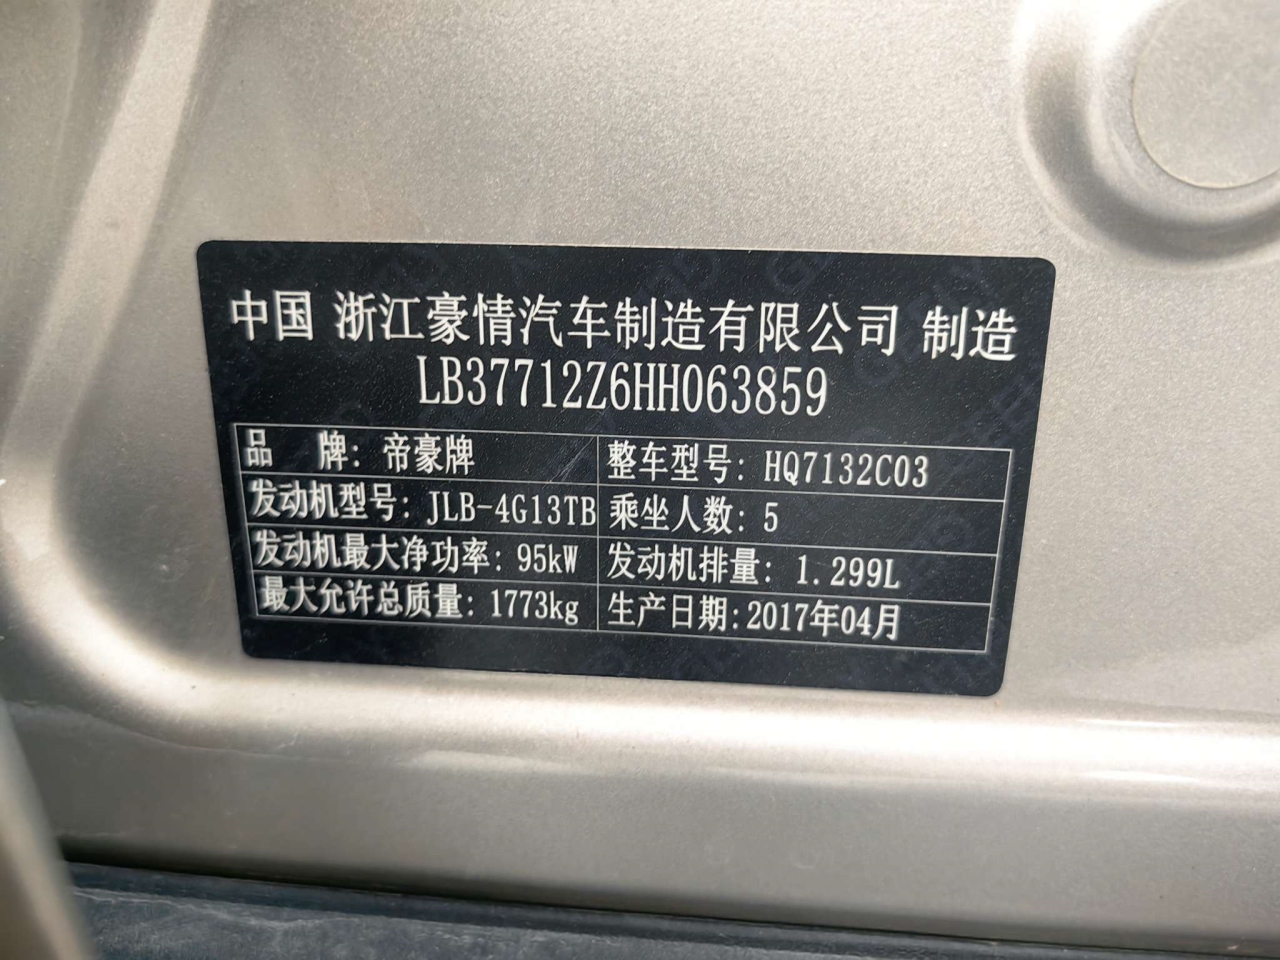 中国 浙江豪情汽车制造有限公司 制造
LB37712Z6HH063859
品 牌: 帝豪牌 整车型号: HQ7132C03
发动机型号: JLB-4G13TB 乘坐人数: 5
发动机最大净功率: 95kW 发动机排量: 1.299L
最大允许总质量: 1773kg 生产日期:2017年04月